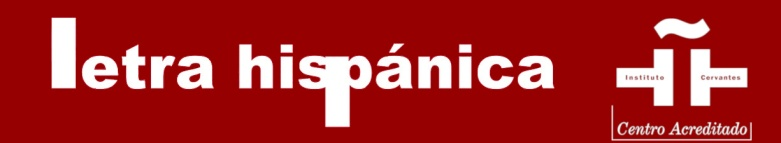 letra hispánica
Instituto Cervantes
Centro Acreditado